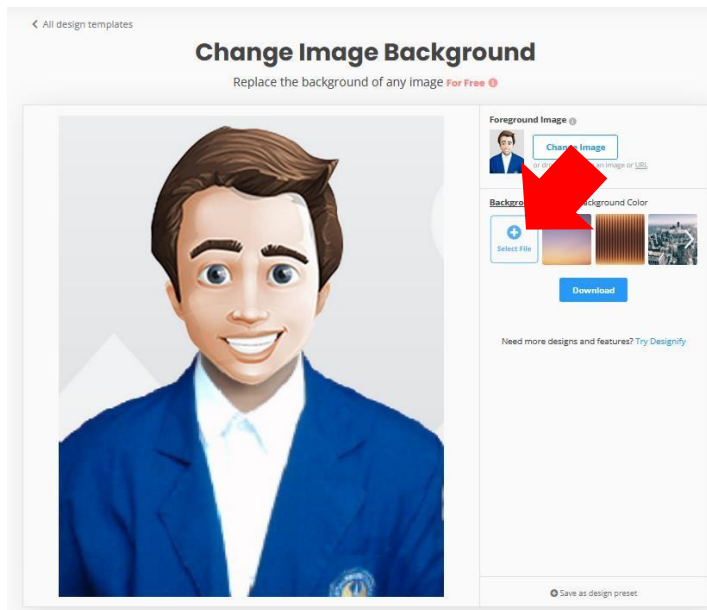 All design templates
Change Image Background
Replace the background of any image For Free
Foreground Image
Change Image
or an image or URL
Background Color
Select File
Download
Need more designs and features? Try Designify
Save as design preset